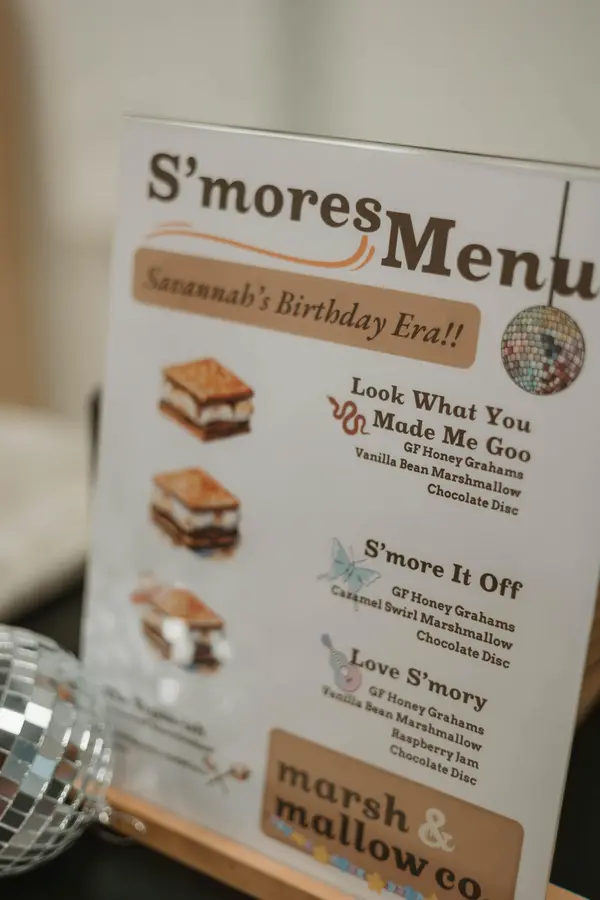 S'mores Menu
Savannah's Birthday Era!!
Look What You
Made Me Goo
GF Honey Grahams
Vanilla Bean Marshmallow
Chocolate Disc
S'more It Off
GF Honey Grahams
Caramel Swirl Marshmallow
Chocolate Disc
Love S'mory
GF Honey Grahams
Vanilla Bean Marshmallow
Raspberry Jam
Chocolate Disc
marsh &
mallow co.